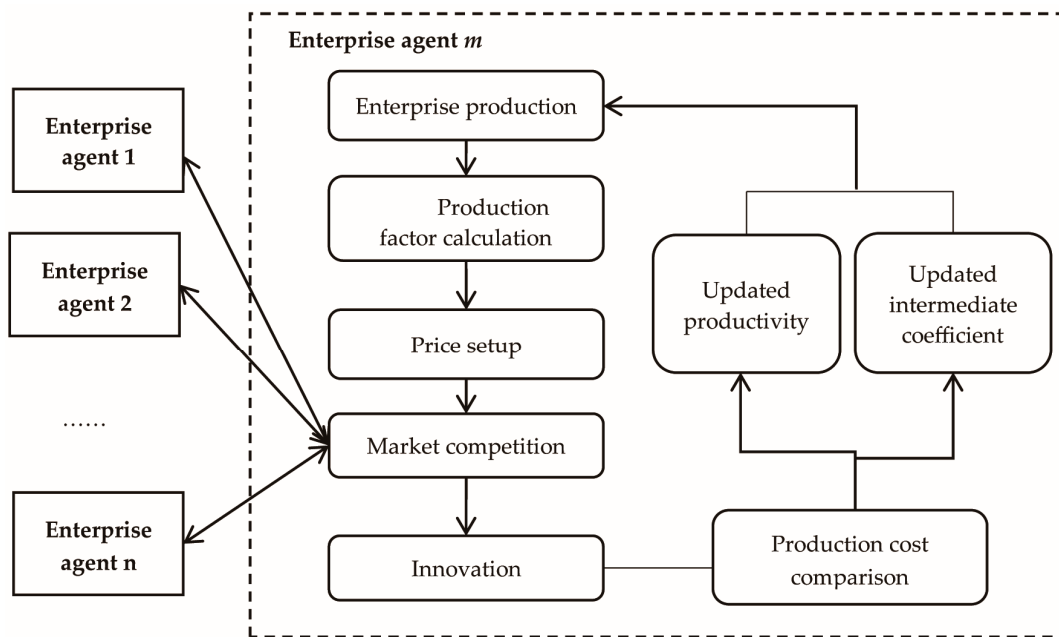 Enterprise agent m
Enterprise production
Enterprise
agent 1
Production
factor calculation
Enterprise
agent 2
Updated
productivity
Updated
intermediate
coefficient
Price setup
......
Market competition
Enterprise
agent n
Innovation
Production cost
comparison